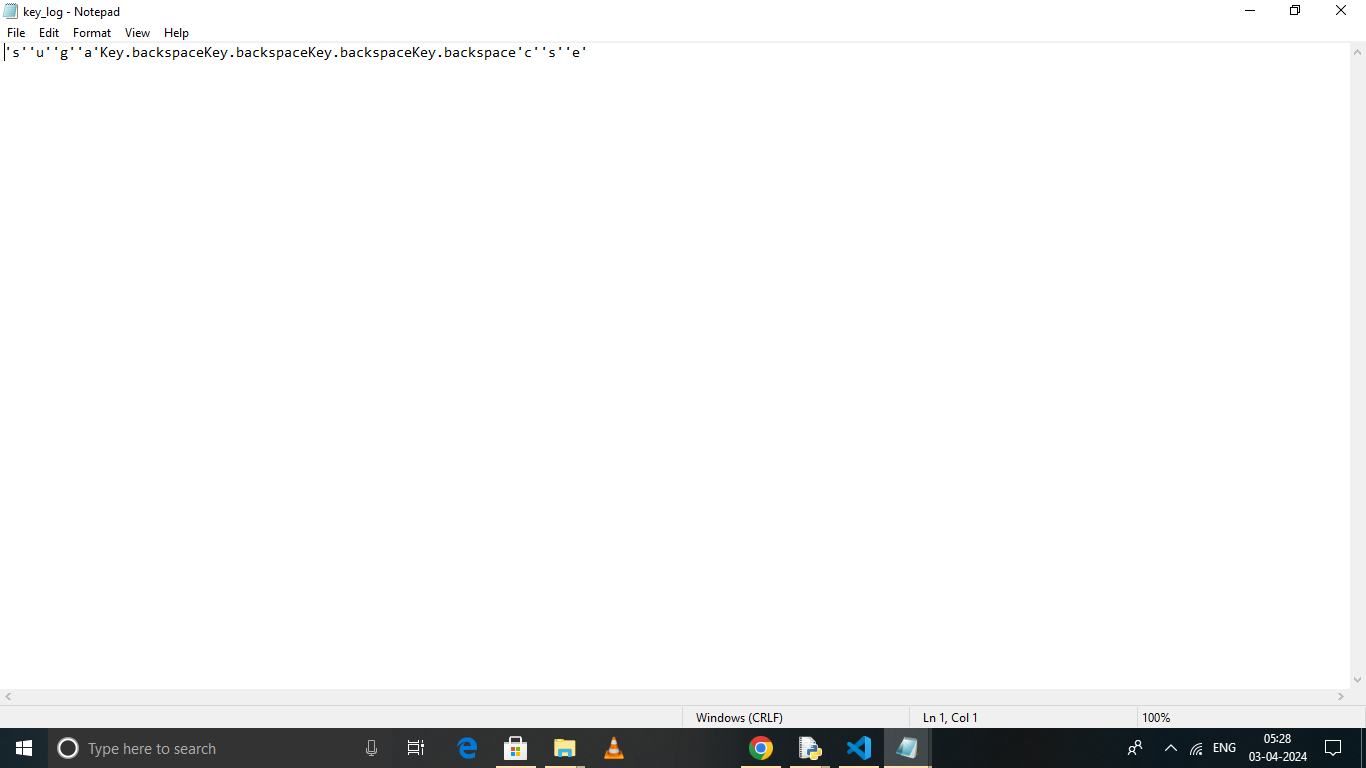 key_log - Notepad
File Edit Format View Help
's''u''g''a'Key.backspaceKey.backspaceKey.backspaceKey.backspace'c''s''e'
Windows (CRLF) Ln 1, Col 1 100%
Type here to search
ENG
05:28
03-04-2024